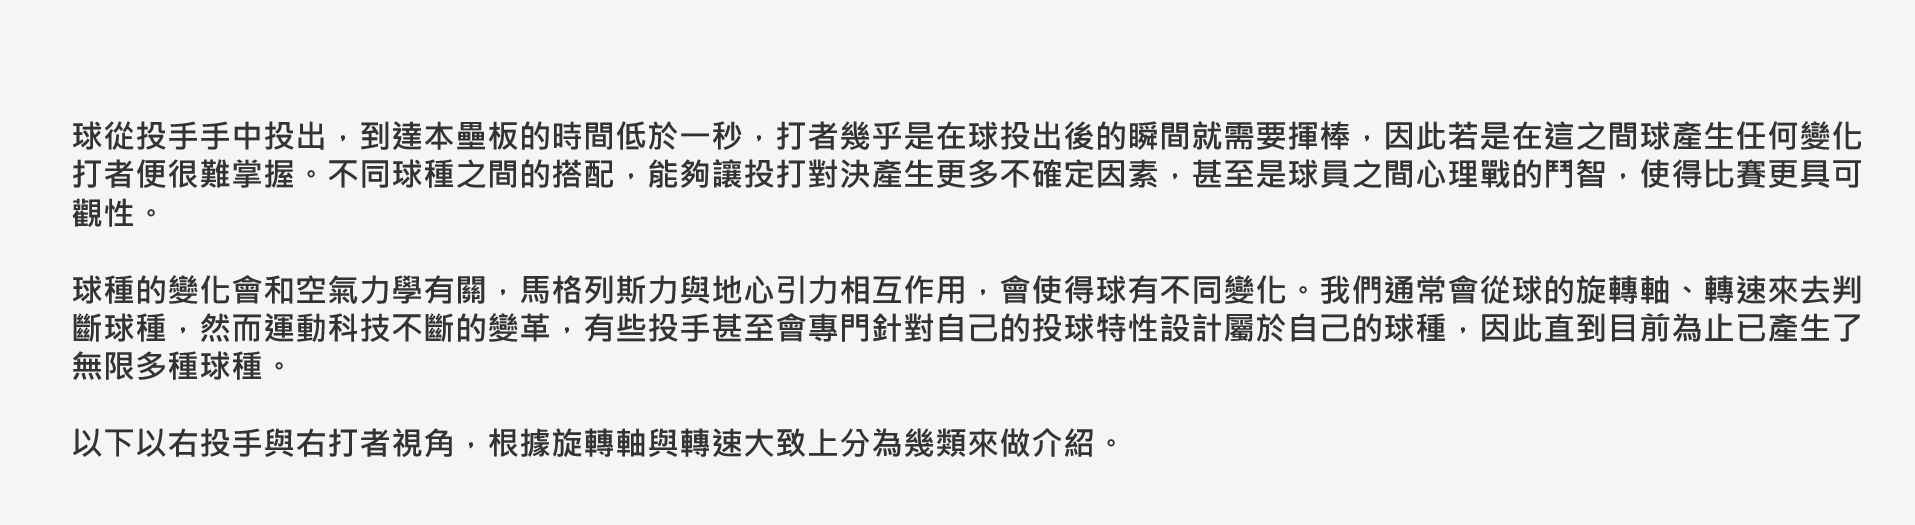 球從投手手中投出，到達本壘板的時間低於一秒，打者幾乎是在球投出後的瞬間就需要揮棒，因此若是在這之間球產生任何變化
打者便很難掌握。不同球種之間的搭配，能夠讓投打對決產生更多不確定因素，甚至是球員之間心理戰的鬥智，使得比賽更具可
觀性。
球種的變化會和空氣力學有關，馬格列斯力與地心引力相互作用，會使得球有不同變化。我們通常會從球的旋轉軸、轉速來去判
斷球種，然而運動科技不斷的變革，有些投手甚至會專門針對自己的投球特性設計屬於自己的球種，因此直到目前為止已產生了
無限多種球種。
以下以右投手與右打者視角，根據旋轉軸與轉速大致上分為幾類來做介紹。